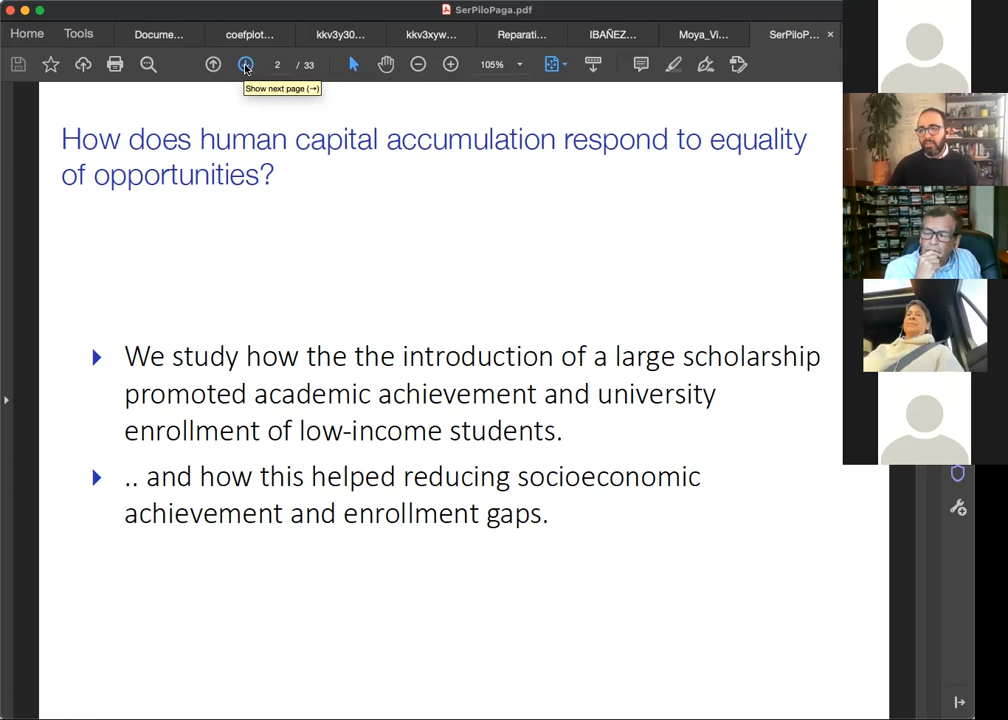 SerPiloPaga.pdf
Home Tools Docume... coefplot... kkv3y30... kkv3xyw... Reparati... IBAÑEZ... Moya_Vi... SerPiloP... ×
2 / 33 105%
Show next page (→)
How does human capital accumulation respond to equality
of opportunities?
We study how the the introduction of a large scholarship
promoted academic achievement and university
enrollment of low-income students.
.. and how this helped reducing socioeconomic
achievement and enrollment gaps.